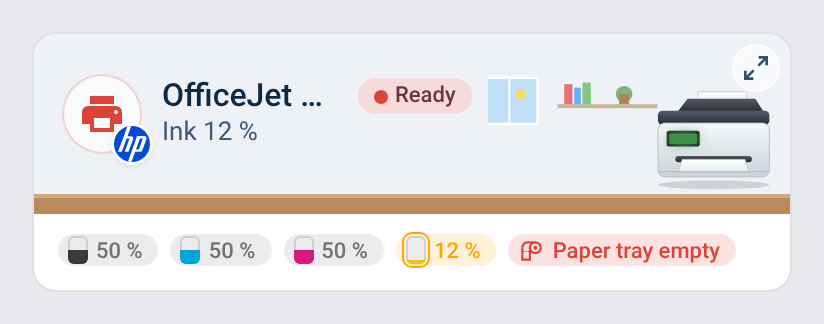 OfficeJet ...
Ready
Ink 12 %
hp
50 %
50 %
50 %
12 %
Paper tray empty